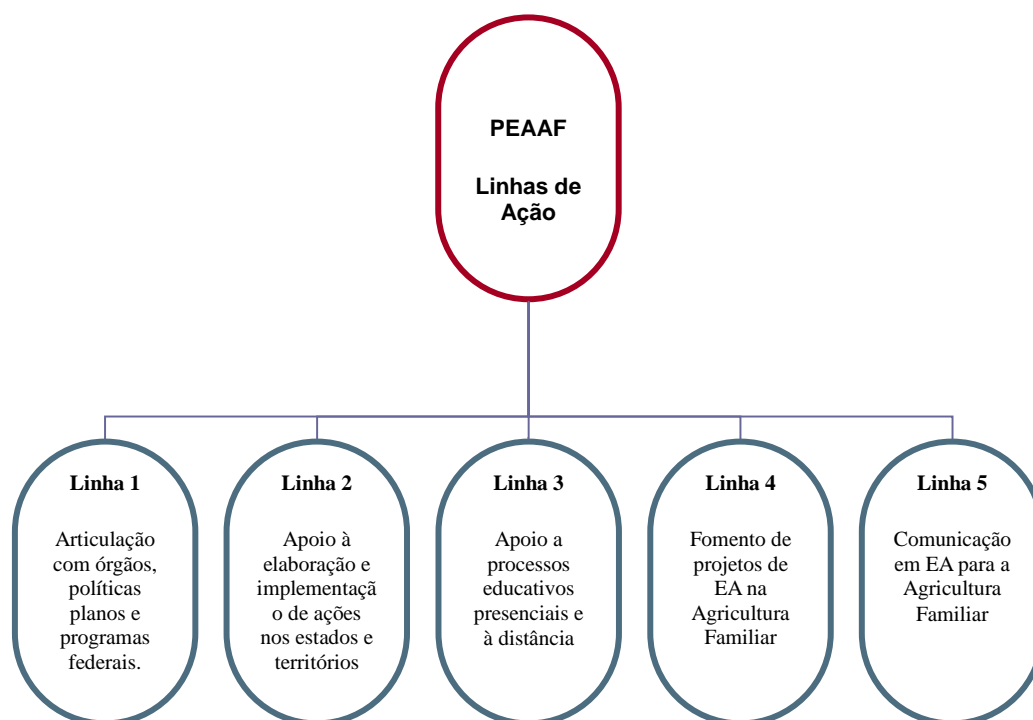 PEAAF
Linhas de
Ação
Linha 1
Articulação
com órgãos,
políticas
planos e
programas
federais.
Linha 2
Apoio à
elaboração e
implementaçã
o de ações
nos estados e
territórios
Linha 3
Apoio a
processos
educativos
presenciais e
à distância
Linha 4
Fomento de
projetos de
EA na
Agricultura
Familiar
Linha 5
Comunicação
em EA para a
Agricultura
Familiar